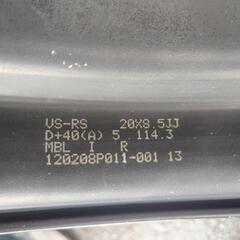 VS-RS 20X8.5JJ
D+40(A) 5 114.3
MBL I R
120208P011-001 13